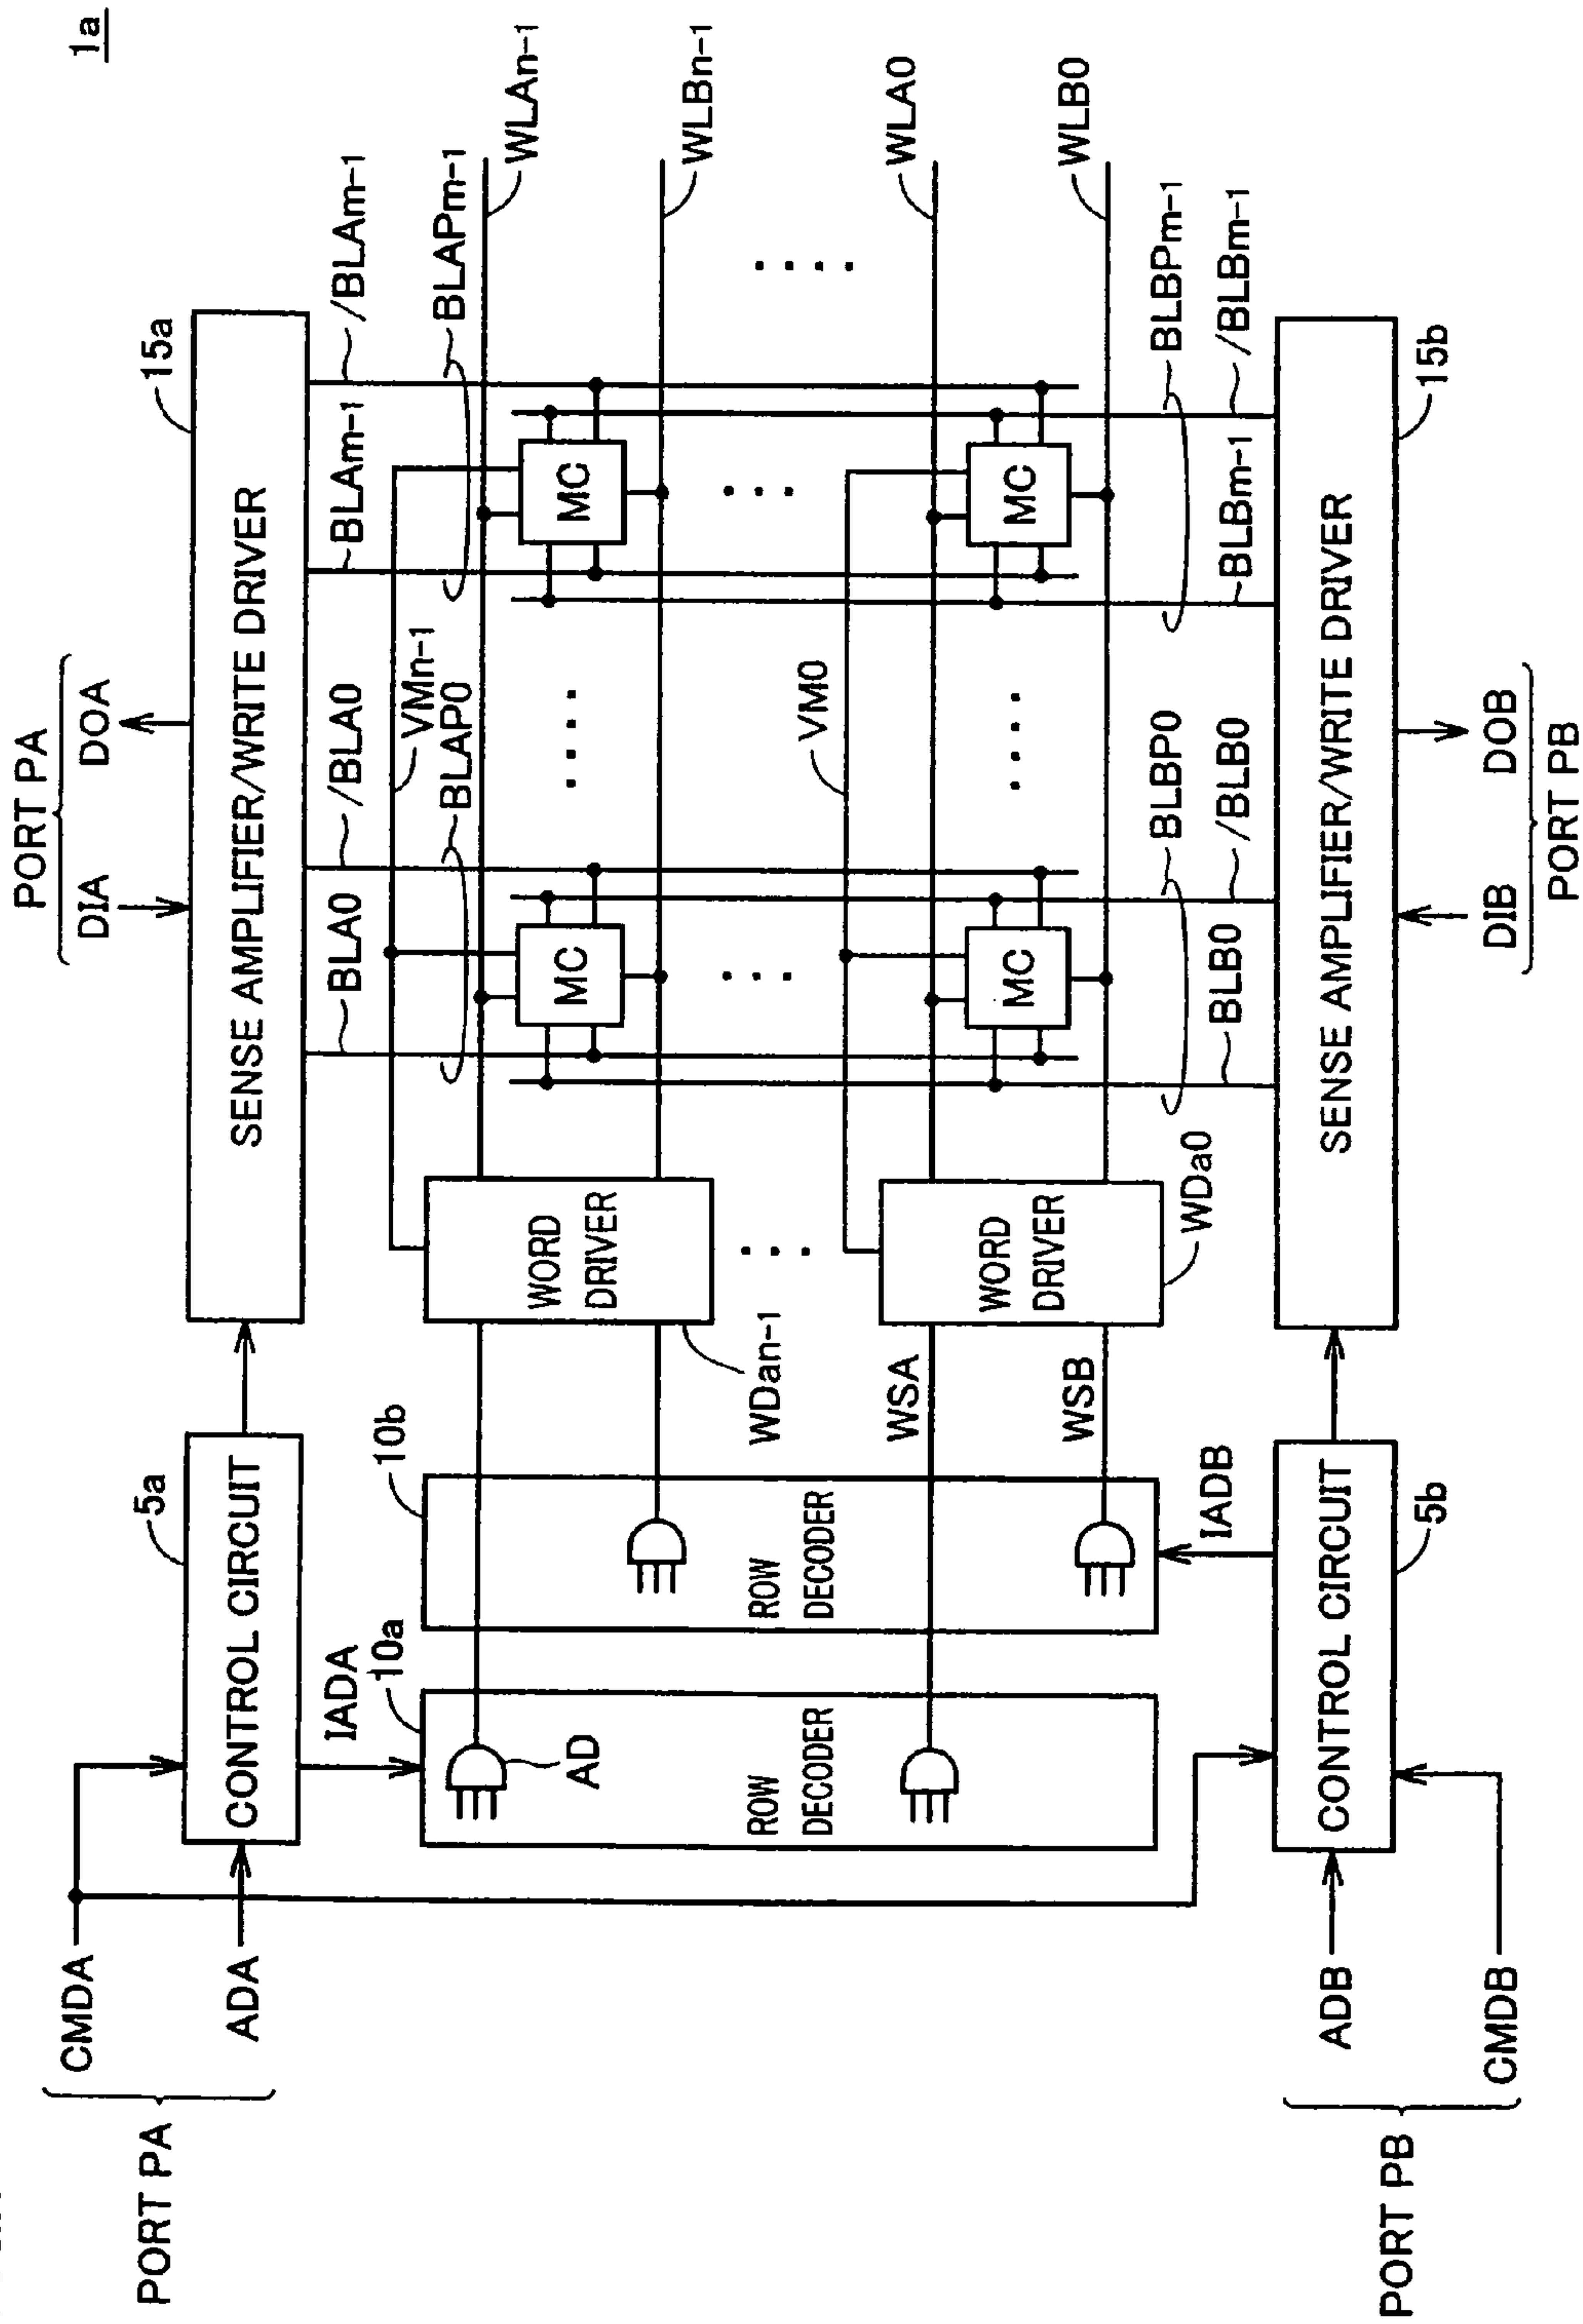 1a
PORT PA
DIA
DOA
15a
SENSE AMPLIFIER/WRITE DRIVER
5a
CONTROL CIRCUIT
CMDA
ADA
PORT PA
IADA
BLA0
/BLA0
BLAm-1
/BLAm-1
VMn-1
BLAP0
BLAPm-1
WLAn-1
10a
10b
AD
WORD
DRIVER
MC
MC
WLBn-1
WDan-1
ROW
DECODER
ROW
DECODER
VM0
WSA
WLA0
WORD
DRIVER
MC
MC
WSB
WLB0
WDa0
BLBP0
BLBPm-1
IADB
BLB0
/BLB0
BLBm-1
/BLBm-1
CONTROL CIRCUIT
5b
SENSE AMPLIFIER/WRITE DRIVER
15b
ADB
CMDB
PORT PB
DIB
DOB
PORT PB